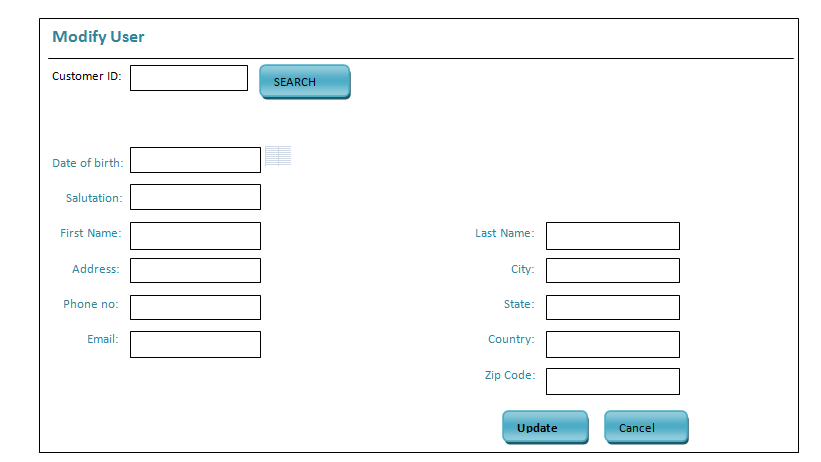 Modify User
Customer ID:
SEARCH
Date of birth:
Salutation:
First Name:
Last Name:
Address:
City:
Phone no:
State:
Email:
Country:
Zip Code:
Update
Cancel